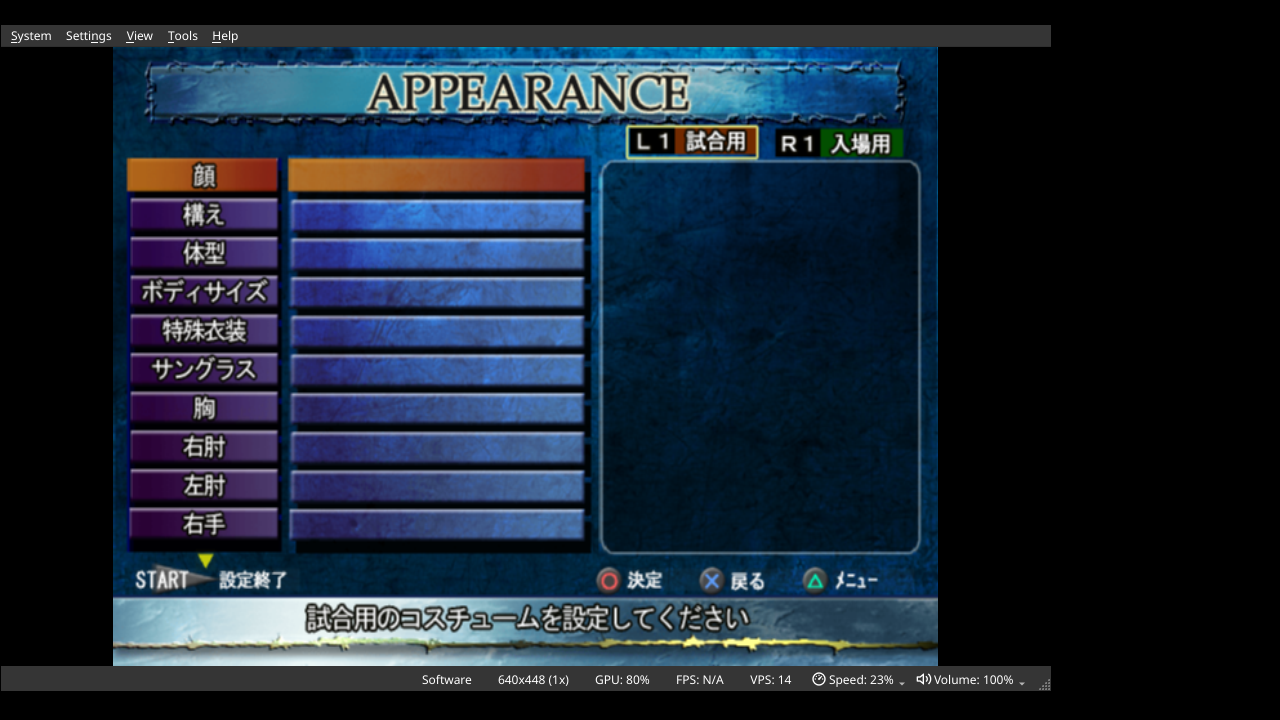 System Settings View Tools Help
APPEARANCE
L1 試合用 R1 入場用
顔
構え
体型
ボディサイズ
特殊衣装
サングラス
胸
右肘
左肘
右手
START 設定終了 決定 戻る メニュー
試合用のコスチュームを設定してください
Software 640x448 (1x) GPU: 80% FPS: N/A VPS: 14 Speed: 23% Volume: 100%